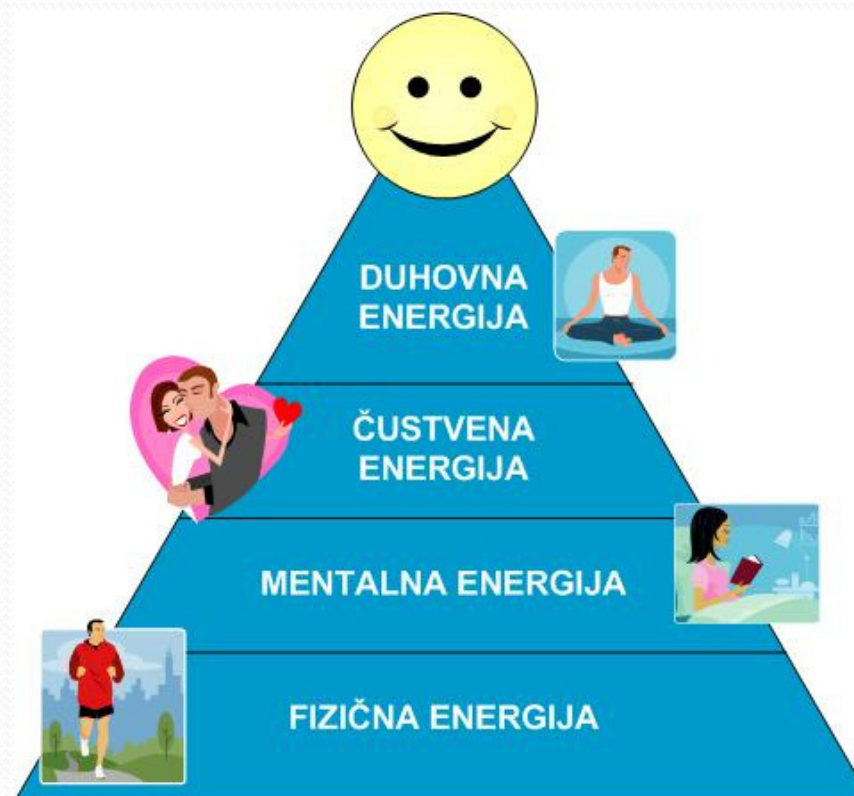 DUHOVNA
ENERGIJA
ČUSTVENA
ENERGIJA
MENTALNA ENERGIJA
FIZIČNA ENERGIJA